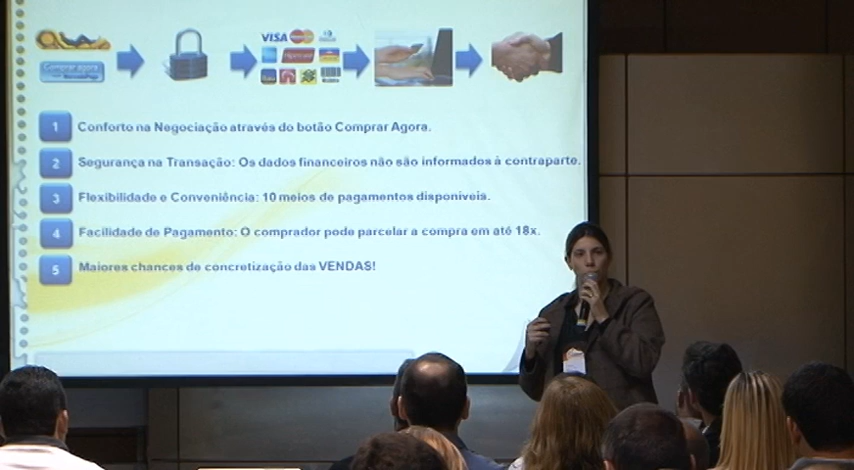 VISA
Comprar agora
1 Conforto na Negociação através do botão Comprar Agora.
2 Segurança na Transação: Os dados financeiros não são informados à contraparte.
3 Flexibilidade e Conveniência: 10 meios de pagamentos disponíveis.
4 Facilidade de Pagamento: O comprador pode parcelar a compra em até 18x.
5 Maiores chances de concretização das VENDAS!